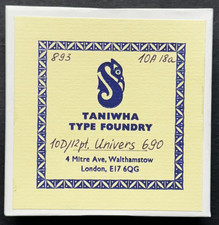 893 10A 18a
TANIWHA
TYPE FOUNDRY
10D/12pt. Univers 690
4 Mitre Ave, Walthamstow
London, E17 6QG